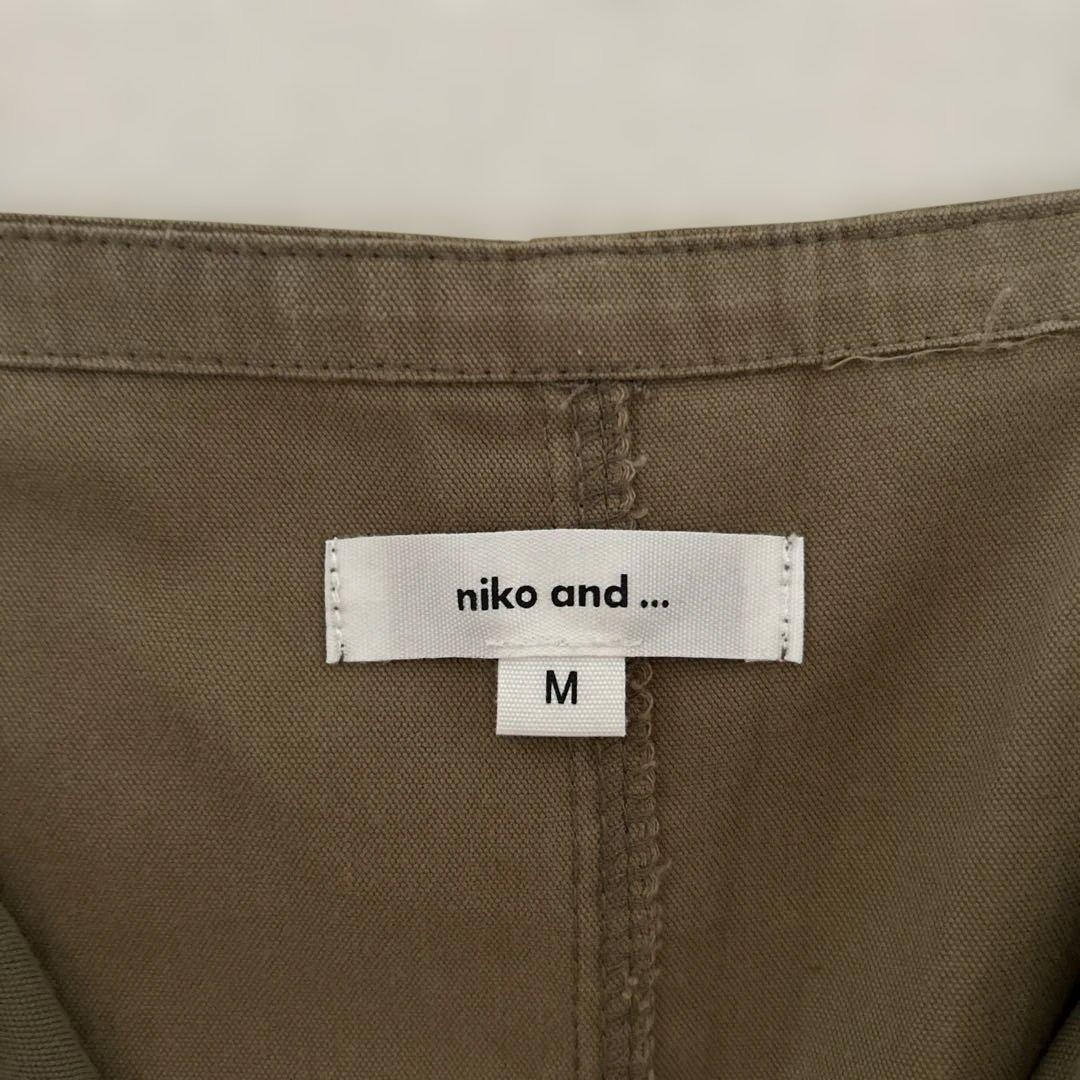 niko and ...
M